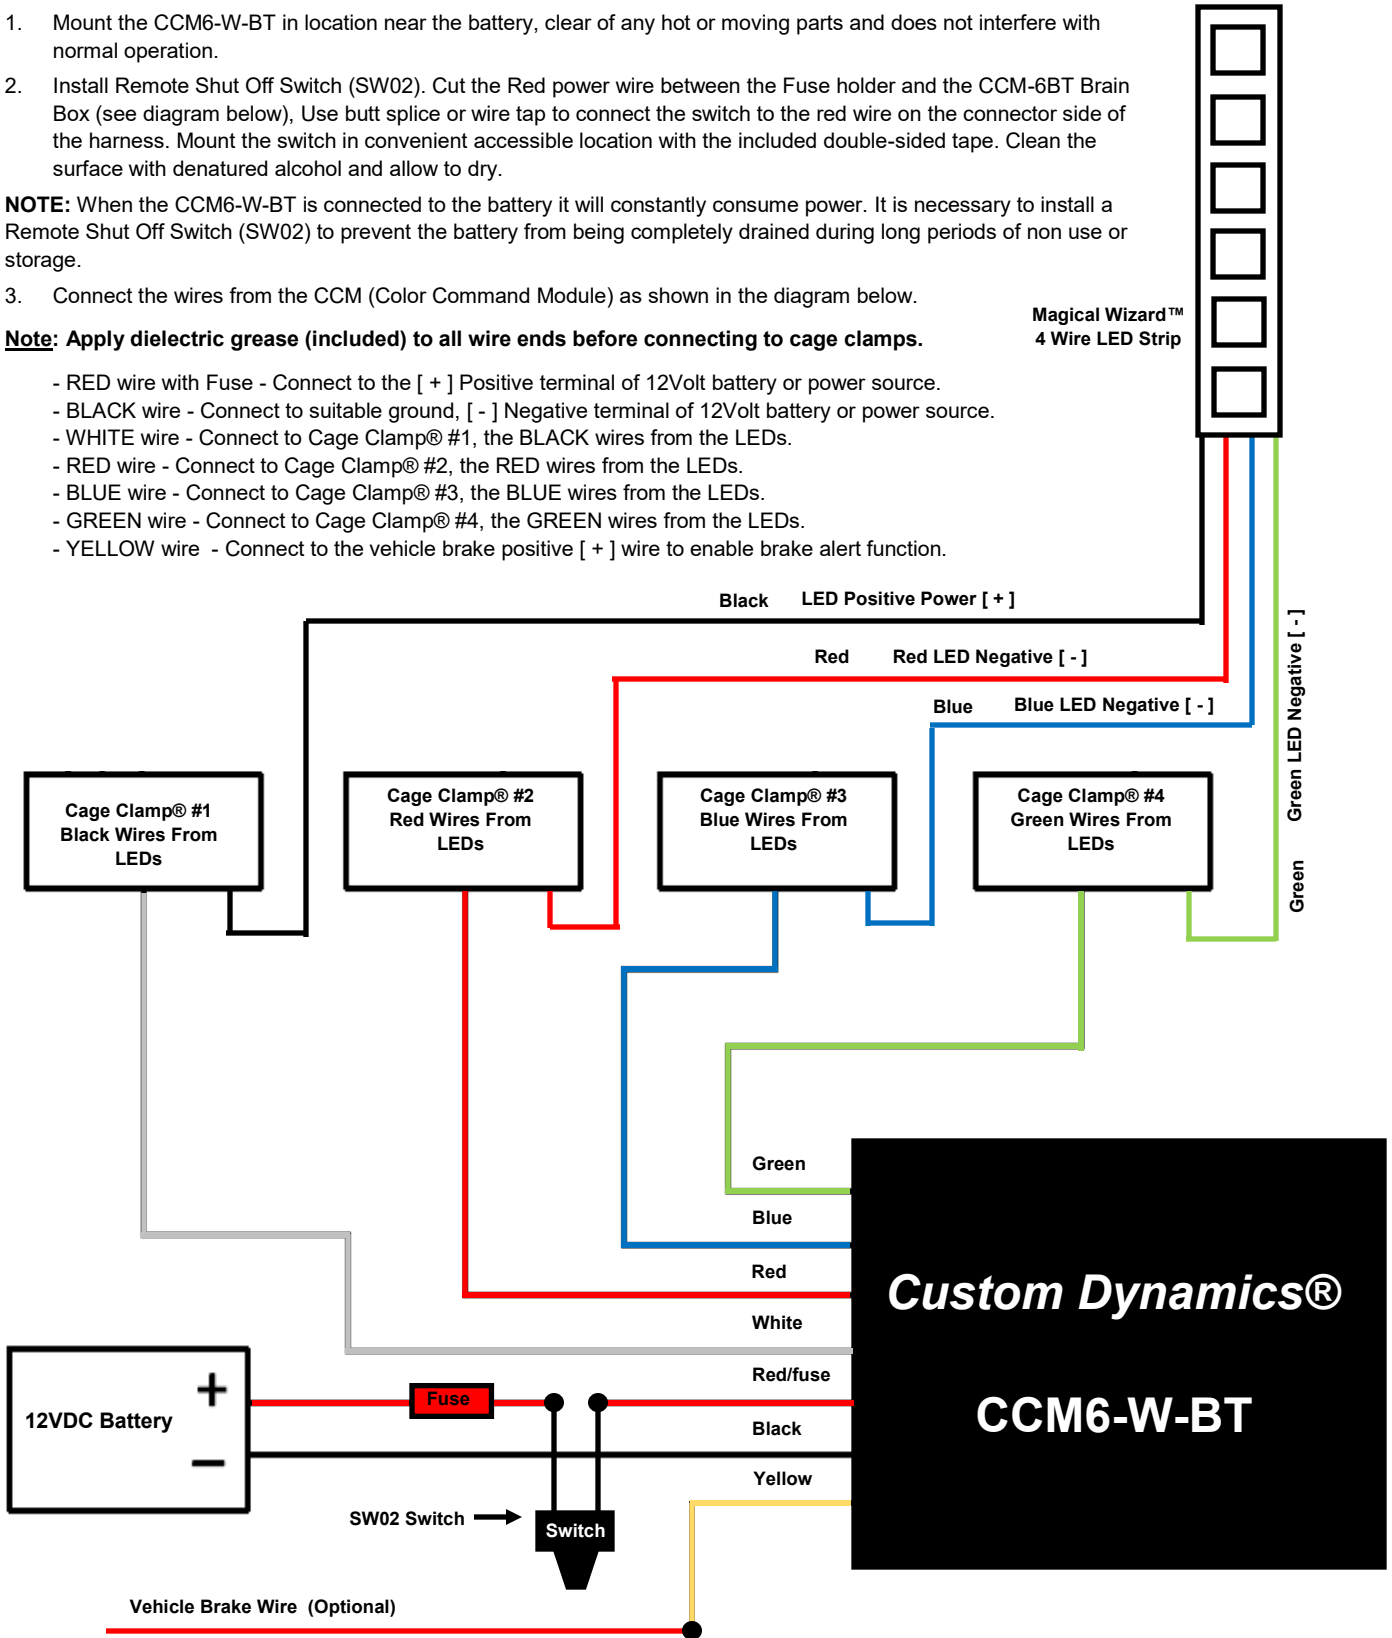 1. Mount the CCM6-W-BT in location near the battery, clear of any hot or moving parts and does not interfere with
normal operation.
2. Install Remote Shut Off Switch (SW02). Cut the Red power wire between the Fuse holder and the CCM-6BT Brain
Box (see diagram below), Use butt splice or wire tap to connect the switch to the red wire on the connector side of
the harness. Mount the switch in convenient accessible location with the included double-sided tape. Clean the
surface with denatured alcohol and allow to dry.
NOTE: When the CCM6-W-BT is connected to the battery it will constantly consume power. It is necessary to install a
Remote Shut Off Switch (SW02) to prevent the battery from being completely drained during long periods of non use or
storage.
3. Connect the wires from the CCM (Color Command Module) as shown in the diagram below.
Note: Apply dielectric grease (included) to all wire ends before connecting to cage clamps.
- RED wire with Fuse - Connect to the [ + ] Positive terminal of 12Volt battery or power source.
- BLACK wire - Connect to suitable ground, [ - ] Negative terminal of 12Volt battery or power source.
- WHITE wire - Connect to Cage Clamp® #1, the BLACK wires from the LEDs.
- RED wire - Connect to Cage Clamp® #2, the RED wires from the LEDs.
- BLUE wire - Connect to Cage Clamp® #3, the BLUE wires from the LEDs.
- GREEN wire - Connect to Cage Clamp® #4, the GREEN wires from the LEDs.
- YELLOW wire  - Connect to the vehicle brake positive [ + ] wire to enable brake alert function.
Magical Wizard™
4 Wire LED Strip
Black LED Positive Power [ + ]
Red Red LED Negative [ - ]
Blue Blue LED Negative [ - ]
Green Green LED Negative [ - ]
Cage Clamp® #1
Black Wires From
LEDs
Cage Clamp® #2
Red Wires From
LEDs
Cage Clamp® #3
Blue Wires From
LEDs
Cage Clamp® #4
Green Wires From
LEDs
Green
Blue
Red
White
Red/fuse
Black
Yellow
Custom Dynamics®
CCM6-W-BT
12VDC Battery
+
–
Fuse
SW02 Switch
Switch
Vehicle Brake Wire  (Optional)